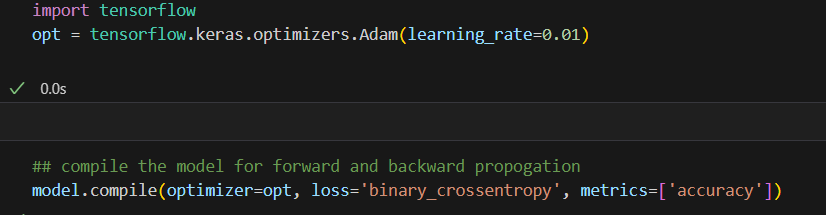 import tensorflow
opt = tensorflow.keras.optimizers.Adam(learning_rate=0.01)
0.0s
## compile the model for forward and backward propogation
model.compile(optimizer=opt, loss='binary_crossentropy', metrics=['accuracy'])